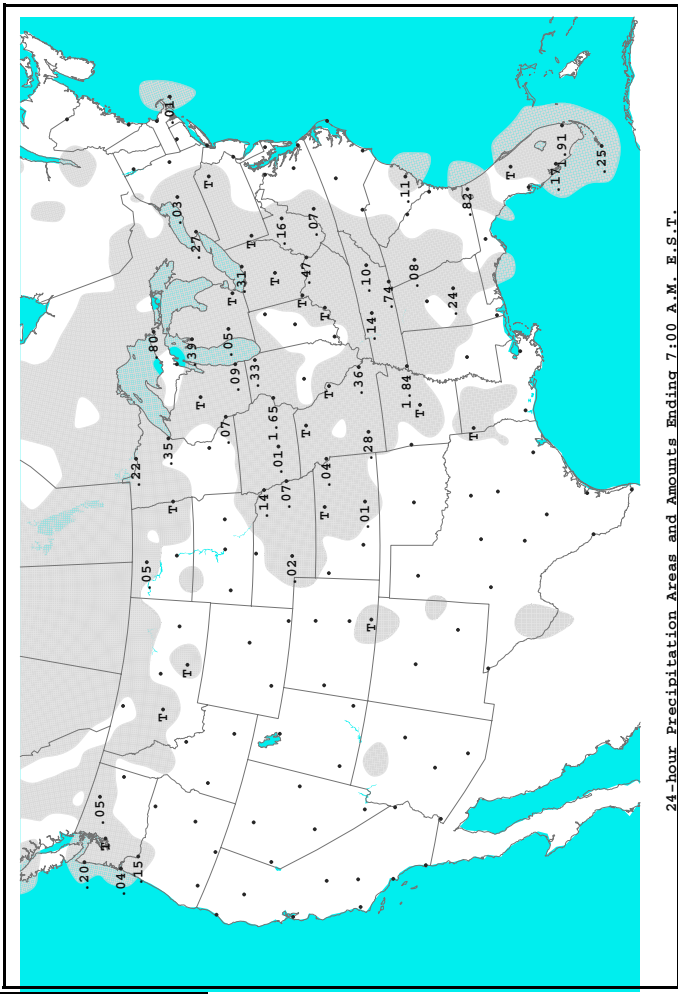 .20
.05
T
.04
.22
.15
.05
.80
T
.35
.01
T
.03
T
.39
.27
T
T
.07
.05
T
.09
.31
T
.33
.14
1.65
T
.01
.16
.07
.02
T
T
.47
.07
T
T
.04
T
.36
.01
.10
.28
T
.14
.74
.11
1.84
.08
T
.24
.82
T
T
.17
1.91
.25
24-hour Precipitation Areas and Amounts Ending 7:00 A.M. E.S.T.